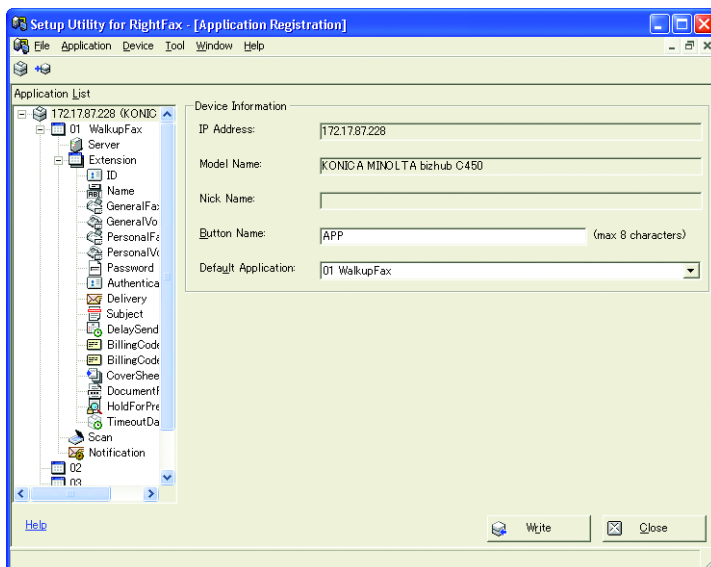 Setup Utility for RightFax - [Application Registration]
File Application Device Tool Window Help
Application List
172.17.87.228 (KONIC
01 WalkupFax
Server
Extension
ID
Name
GeneralFa
GeneralVo
PersonalFa
PersonalVo
Password
Authentica
Delivery
Subject
DelaySend
BillingCode
BillingCode
CoverShee
DocumentF
HoldForPre
TimeoutDa
Scan
Notification
02
03
Device Information
IP Address: 172.17.87.228
Model Name: KONICA MINOLTA bizhub C450
Nick Name:
Button Name: APP (max 8 characters)
Default Application: 01 WalkupFax
Help
Write Close